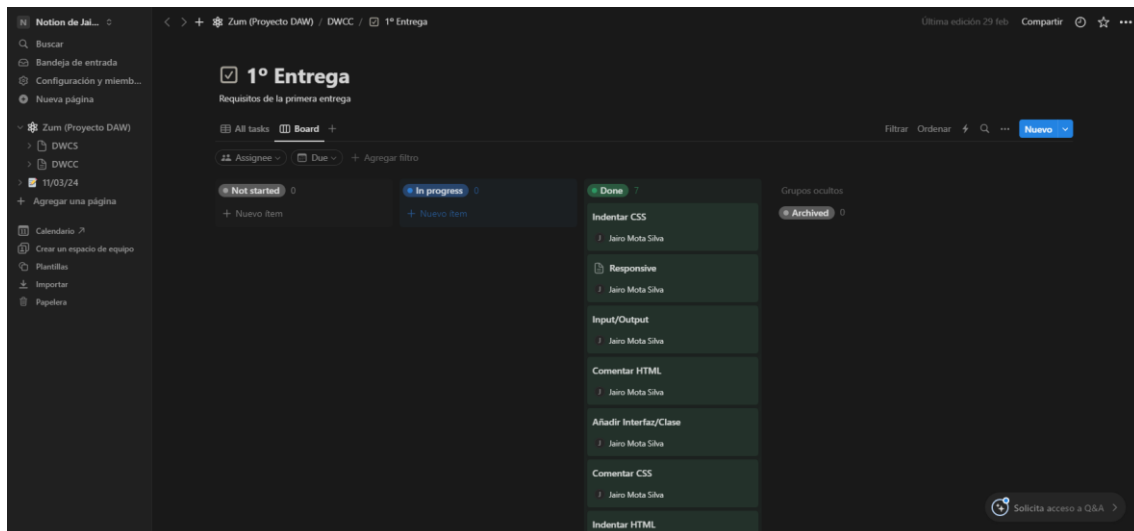 N Notion de Jai...
Buscar
Bandeja de entrada
Configuración y miemb...
Nueva página
Zum (Proyecto DAW)
DWCS
DWCC
11/03/24
Agregar una página
Calendario
Crear un espacio de equipo
Plantillas
Importar
Papelera
Zum (Proyecto DAW) / DWCC / 1º Entrega
Última edición 29 feb Compartir
1º Entrega
Requisitos de la primera entrega
All tasks Board
Filtrar Ordenar Nuevo
Assignee Due + Agregar filtro
Not started 0
+ Nuevo ítem
In progress 0
+ Nuevo ítem
Done 7
Indentar CSS
Jairo Mota Silva
Responsive
Jairo Mota Silva
Input/Output
Jairo Mota Silva
Comentar HTML
Jairo Mota Silva
Añadir Interfaz/Clase
Jairo Mota Silva
Comentar CSS
Jairo Mota Silva
Indentar HTML
Grupos ocultos
Archived 0
Solicita acceso a Q&A